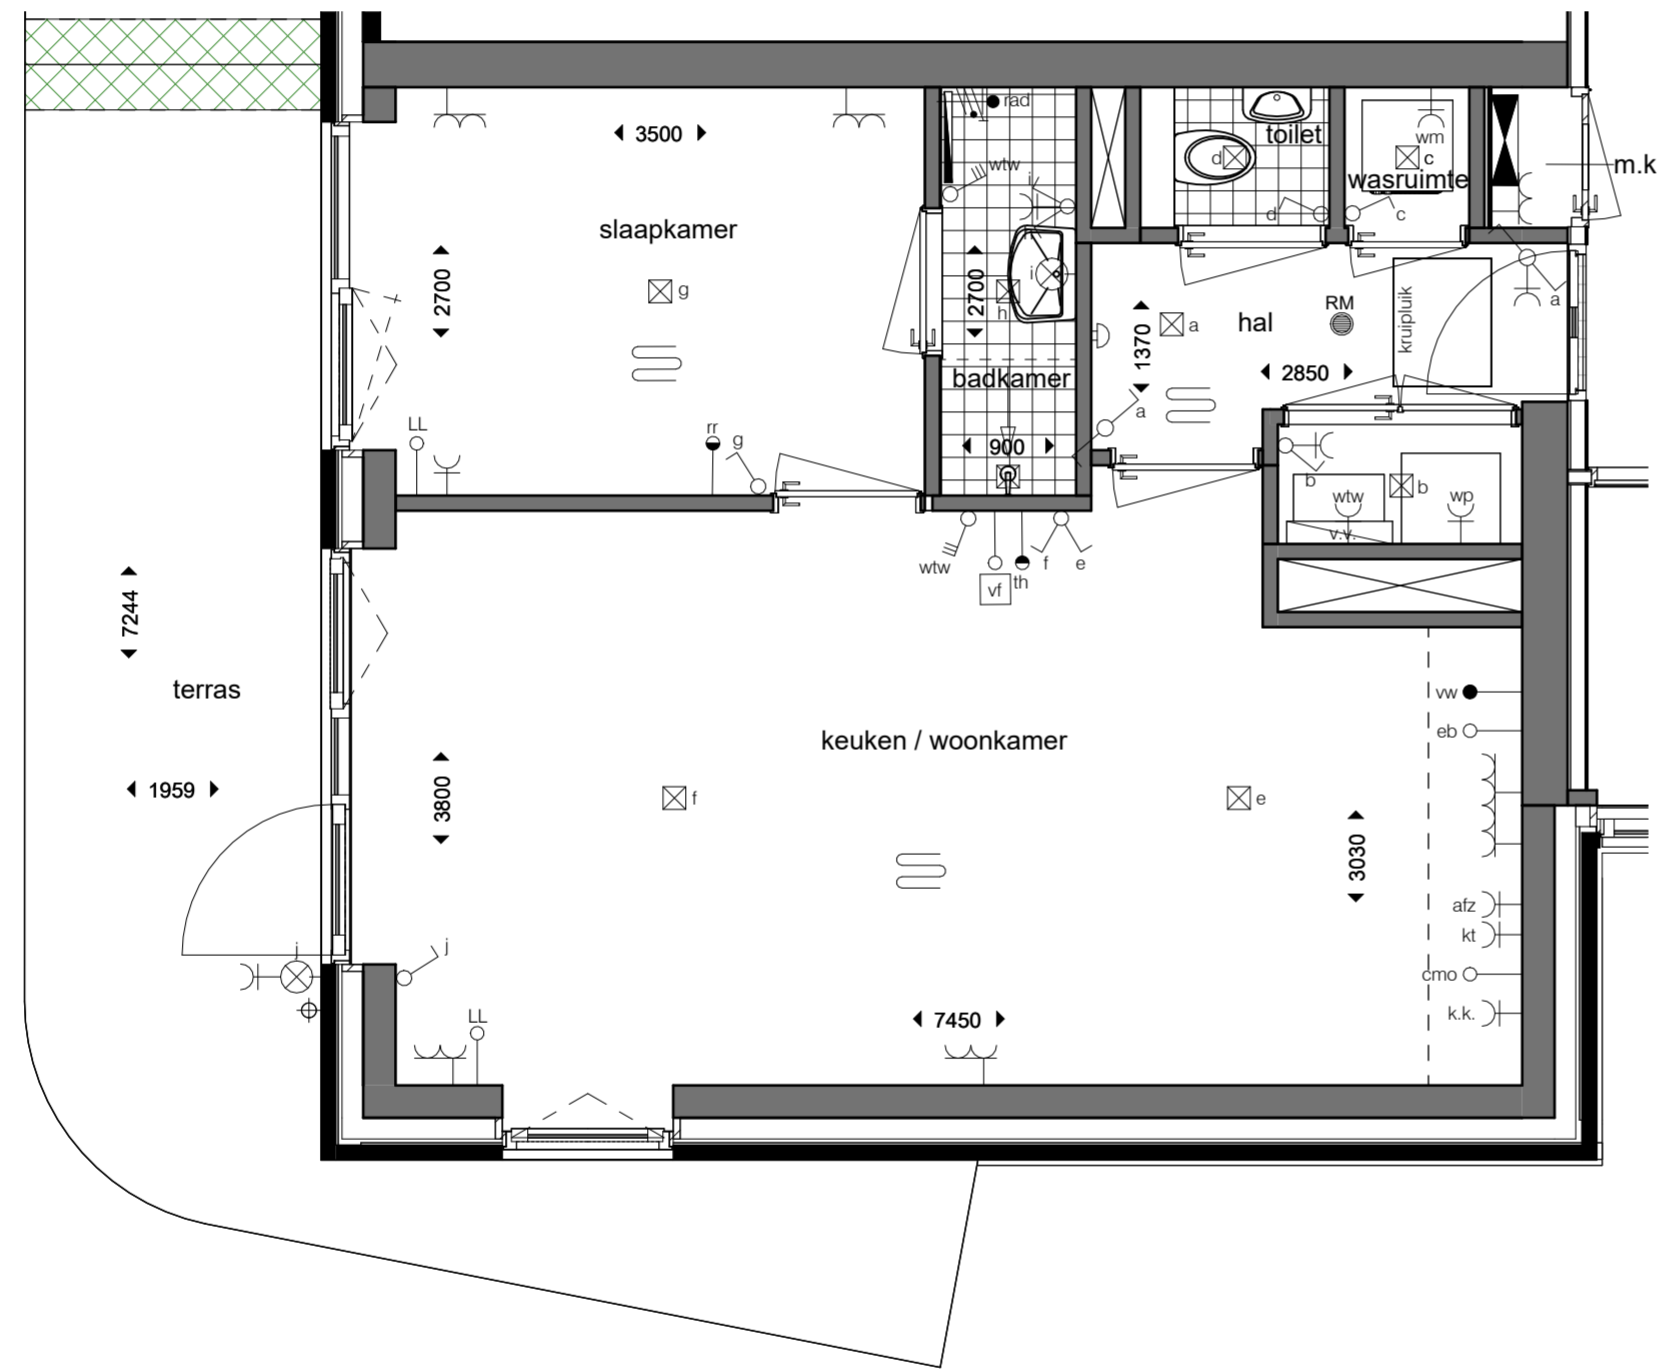 rad
3500
toilet
wm
d
c
wtw
m.k
wasruimte
i
d
c
slaapkamer
2700
g
2700
i
h
a
RM
hal
kruipluik
a
1370
2850
badkamer
a
LL
rr
g
900
b
b
wtw
wp
v.v.
wtw
vf
th
f
e
7244
terras
vw
eb
keuken / woonkamer
1959
3800
f
e
3030
afz
kt
j
j
cmo
k.k.
LL
7450